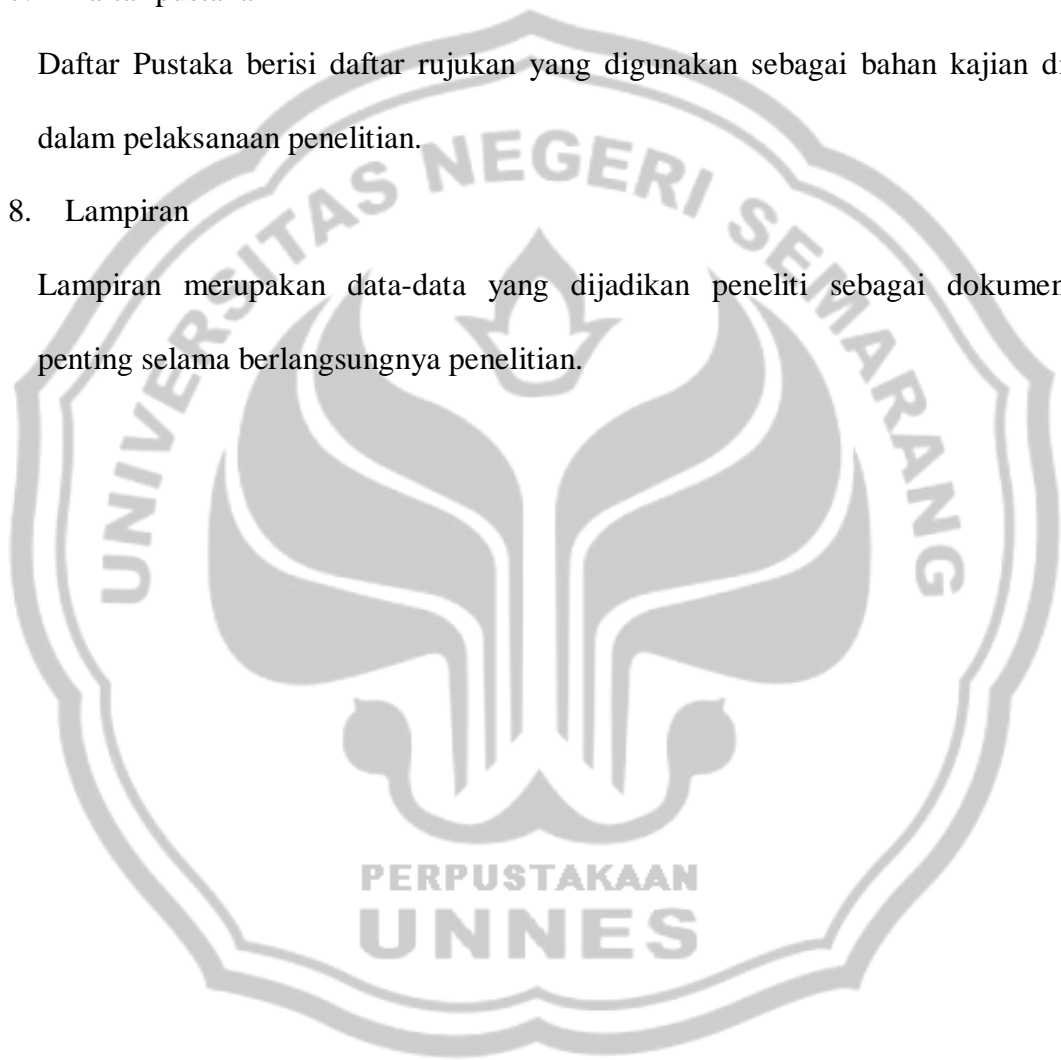 Daftar Pustaka berisi daftar rujukan yang digunakan sebagai bahan kajian di
dalam pelaksanaan penelitian.
8. Lampiran
Lampiran merupakan data-data yang dijadikan peneliti sebagai dokumen
penting selama berlangsungnya penelitian.
UNIVERSITAS NEGERI SEMARANG
PERPUSTAKAAN
UNNES